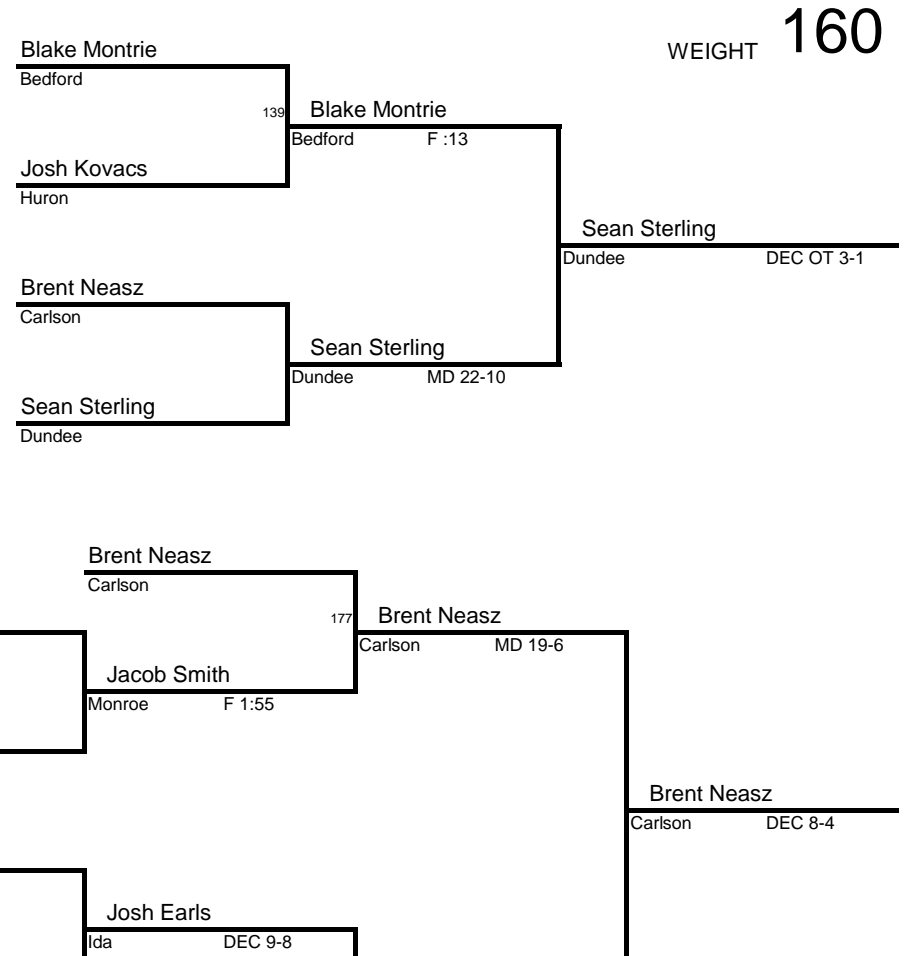 WEIGHT 160
Blake Montrie
Bedford
139 Blake Montrie
Bedford F :13
Josh Kovacs
Huron
Sean Sterling
Dundee DEC OT 3-1
Brent Neasz
Carlson
Sean Sterling
Dundee MD 22-10
Sean Sterling
Dundee
Brent Neasz
Carlson
177 Brent Neasz
Carlson MD 19-6
Jacob Smith
Monroe F 1:55
Brent Neasz
Carlson DEC 8-4
Josh Earls
Ida DEC 9-8